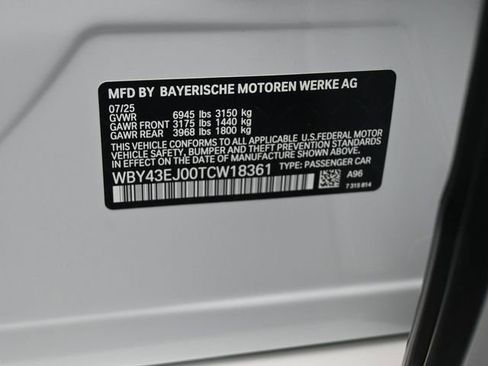 MFD BY BAYERISCHE MOTOREN WERKE AG
07/25
GVWR 6945 lbs 3150 kg
GAWR FRONT 3175 lbs 1440 kg
GAWR REAR 3968 lbs 1800 kg
THIS VEHICLE CONFORMS TO ALL APPLICABLE U.S.FEDERAL MOTOR
VEHICLE SAFETY, BUMPER AND THEFT PREVENTION STANDARDS
IN EFFECT ON THE DATE OF MANUFACTURE SHOWN ABOVE.
WBY43EJ00TCW18361 TYPE: PASSENGER CAR
A96
7 315 814